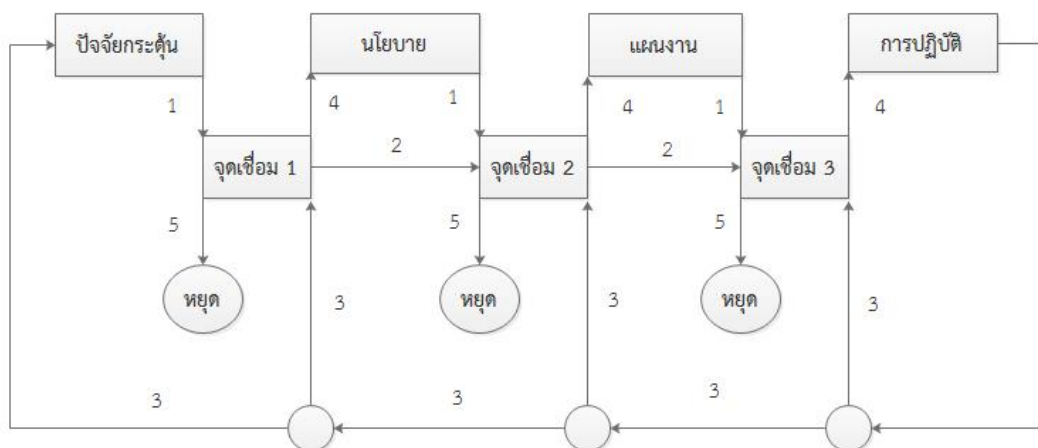 ปัจจัยกระตุ้น
นโยบาย
แผนงาน
การปฏิบัติ
1
4
1
4
1
4
2
2
จุดเชื่อม 1
จุดเชื่อม 2
จุดเชื่อม 3
5
5
5
หยุด
หยุด
หยุด
3
3
3
3
3
3